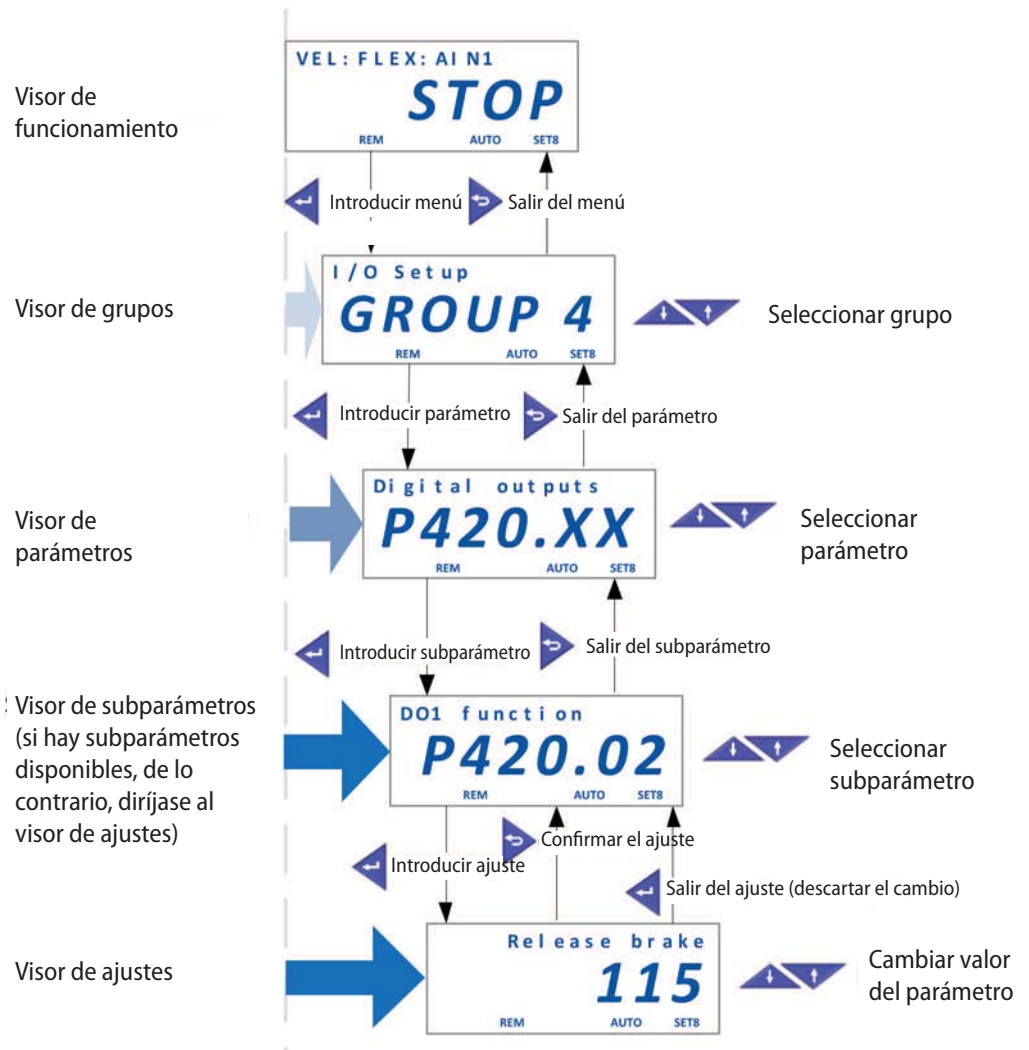 VEL: FLEX: AIN1
STOP
REM AUTO SET8
Visor de
funcionamiento
Introducir menú
Salir del menú
I/O Setup
GROUP 4
REM AUTO SET8
Visor de grupos
Seleccionar grupo
Introducir parámetro
Salir del parámetro
Digital outputs
P420.XX
REM AUTO SET8
Visor de
parámetros
Seleccionar
parámetro
Introducir subparámetro
Salir del subparámetro
Visor de subparámetros
(si hay subparámetros
disponibles, de lo
contrario, diríjase al
visor de ajustes)
DO1 function
P420.02
REM AUTO SET8
Seleccionar
subparámetro
Confirmar el ajuste
Introducir ajuste
Salir del ajuste (descartar el cambio)
Release brake
115
REM AUTO SET8
Visor de ajustes
Cambiar valor
del parámetro